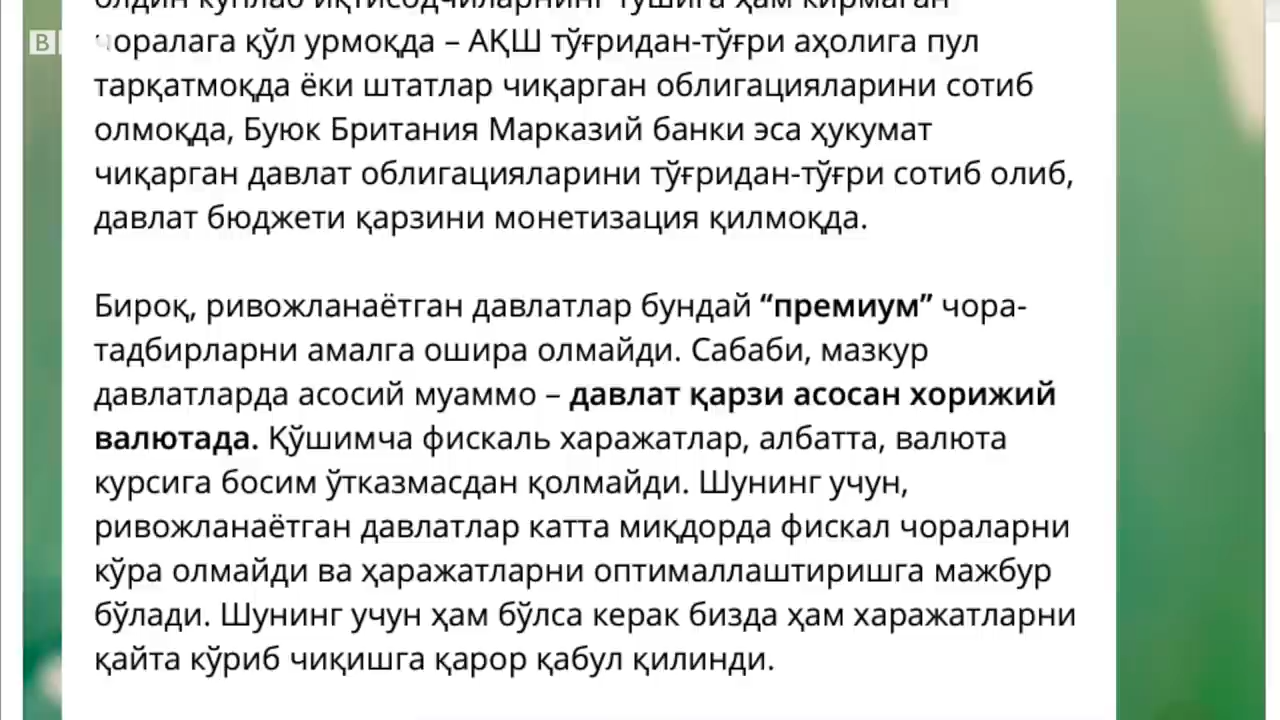 B
чоралага қўл урмоқда – АҚШ тўғридан-тўғри аҳолига пул
тарқатмоқда ёки штатлар чиқарган облигацияларини сотиб
олмоқда, Буюк Британия Марказий банки эса ҳукумат
чиқарган давлат облигацияларини тўғридан-тўғри сотиб олиб,
давлат бюджети қарзини монетизация қилмоқда.
Бироқ, ривожланаётган давлатлар бундай “премиум” чора-
тадбирларни амалга ошира олмайди. Сабаби, мазкур
давлатларда асосий муаммо – давлат қарзи асосан хорижий
валютада. Қўшимча фискаль харажатлар, албатта, валюта
курсига босим ўтказмасдан қолмайди. Шунинг учун,
ривожланаётган давлатлар катта миқдорда фискал чораларни
кўра олмайди ва ҳаражатларни оптималлаштиришга мажбур
бўлади. Шунинг учун ҳам бўлса керак бизда ҳам харажатларни
қайта кўриб чиқишга қарор қабул қилинди.